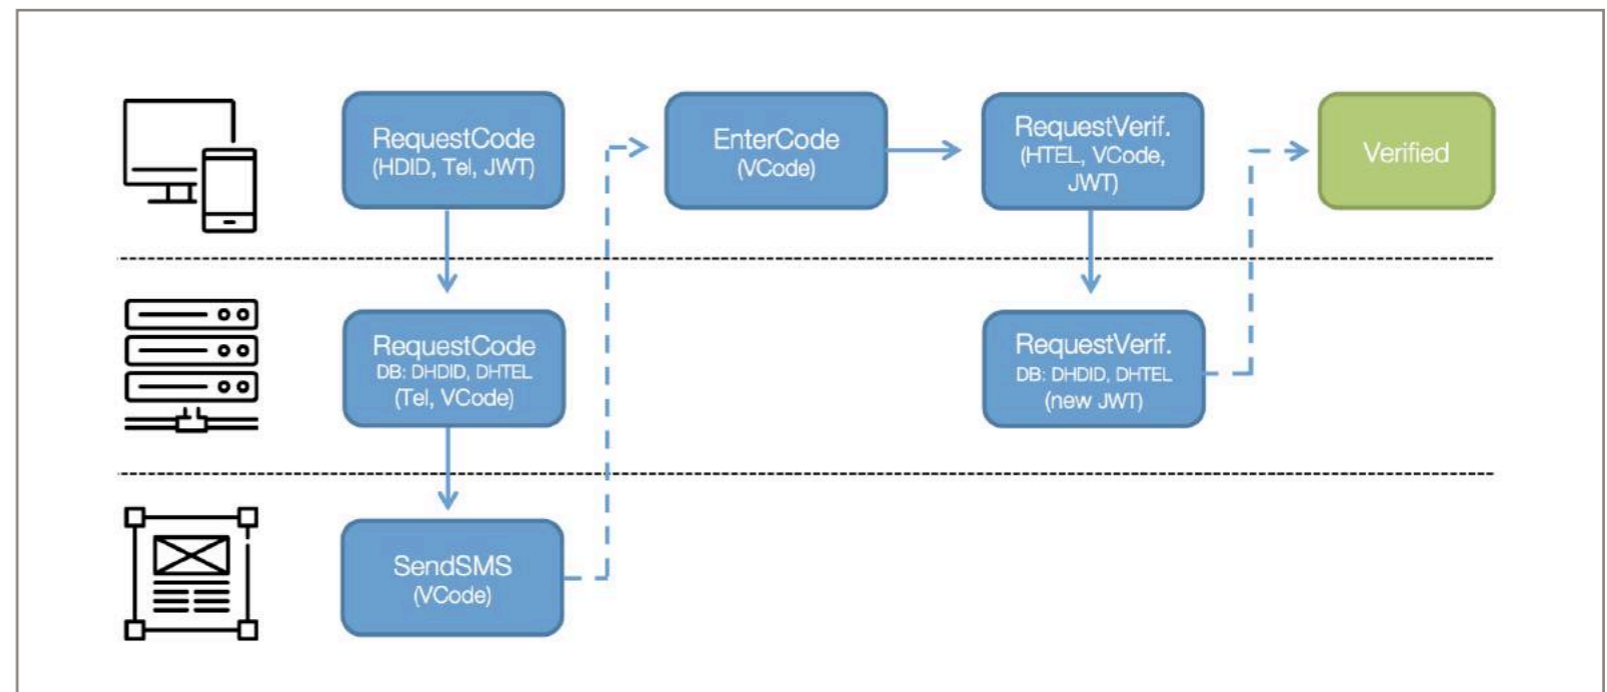 RequestCode
(HDID, Tel, JWT)
EnterCode
(VCode)
RequestVerif.
(HTEL, VCode,
JWT)
Verified
RequestCode
DB: DHDID, DHTEL
(Tel, VCode)
RequestVerif.
DB: DHDID, DHTEL
(new JWT)
SendSMS
(VCode)